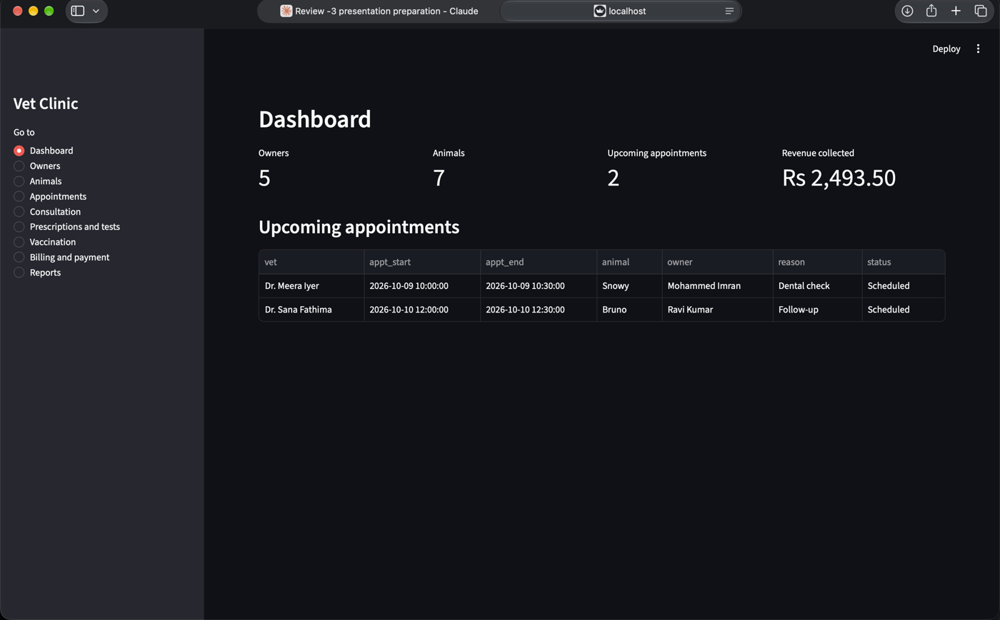 Review -3 presentation preparation - Claude
localhost
Deploy
Vet Clinic
Go to
Dashboard
Owners
Animals
Appointments
Consultation
Prescriptions and tests
Vaccination
Billing and payment
Reports
Dashboard
Owners Animals Upcoming appointments Revenue collected
5 7 2 Rs 2,493.50
Upcoming appointments
vet appt_start appt_end animal owner reason status
Dr. Meera Iyer 2026-10-09 10:00:00 2026-10-09 10:30:00 Snowy Mohammed Imran Dental check Scheduled
Dr. Sana Fathima 2026-10-10 12:00:00 2026-10-10 12:30:00 Bruno Ravi Kumar Follow-up Scheduled